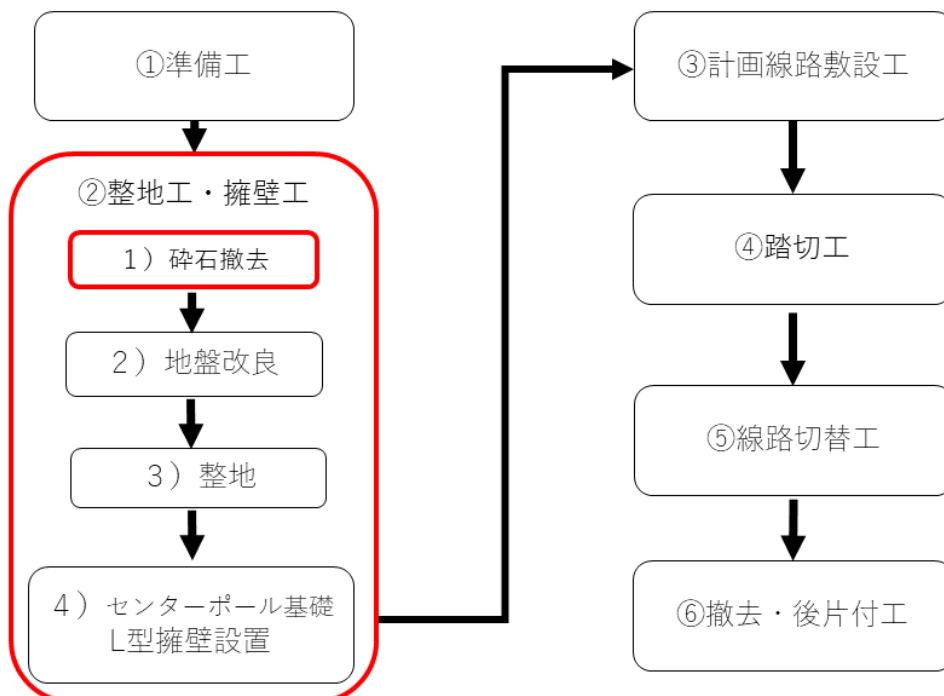 ①準備工
②整地工・擁壁工
1）砕石撤去
2）地盤改良
3）整地
4）センターポール基礎
L型擁壁設置
③計画線路敷設工
④踏切工
⑤線路切替工
⑥撤去・後片付工